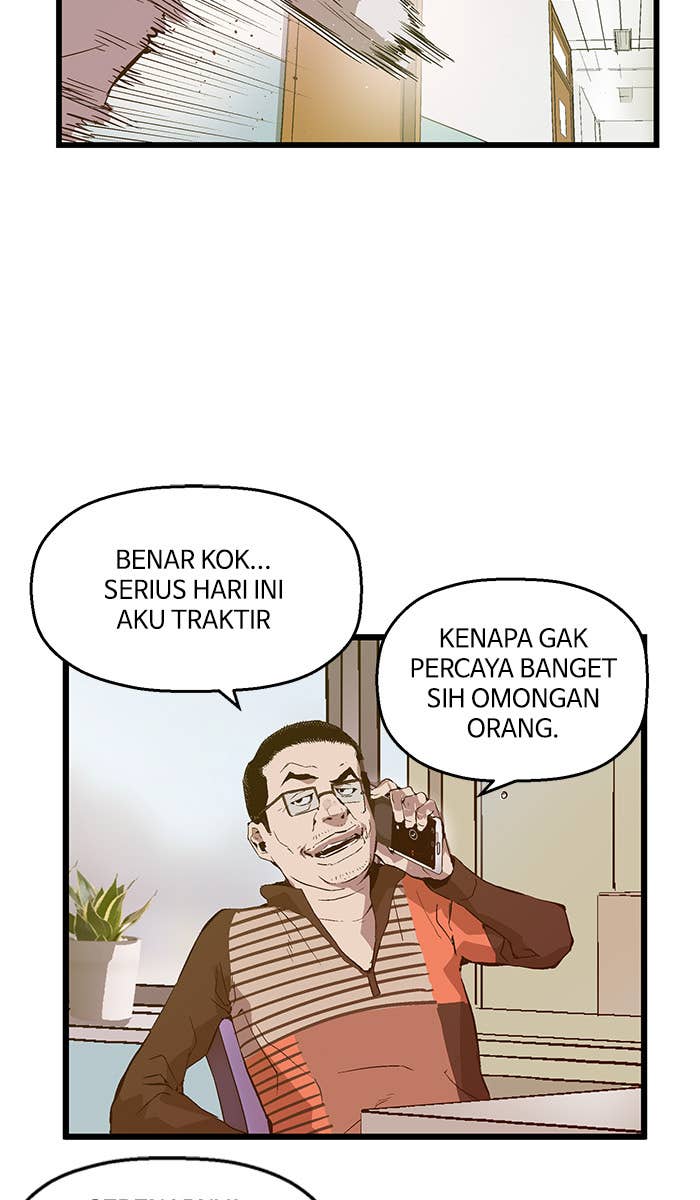 BENAR KOK...
SERIUS HARI INI
AKU TRAKTIR
KENAPA GAK
PERCAYA BANGET
SIH OMONGAN
ORANG.